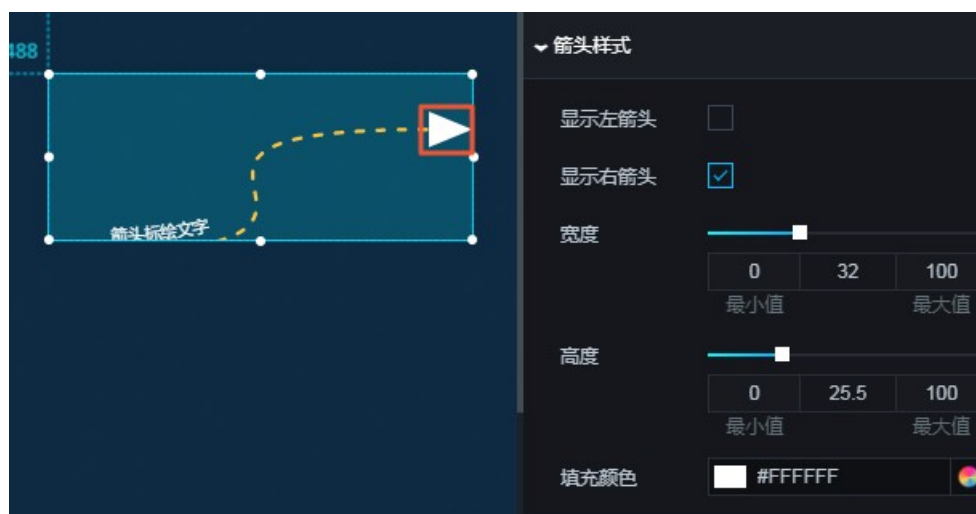 488
箭头标绘文字
箭头样式
显示左箭头
显示右箭头
宽度
0 32 100
最小值 最大值
高度
0 25.5 100
最小值 最大值
填充颜色 #FFFFFF